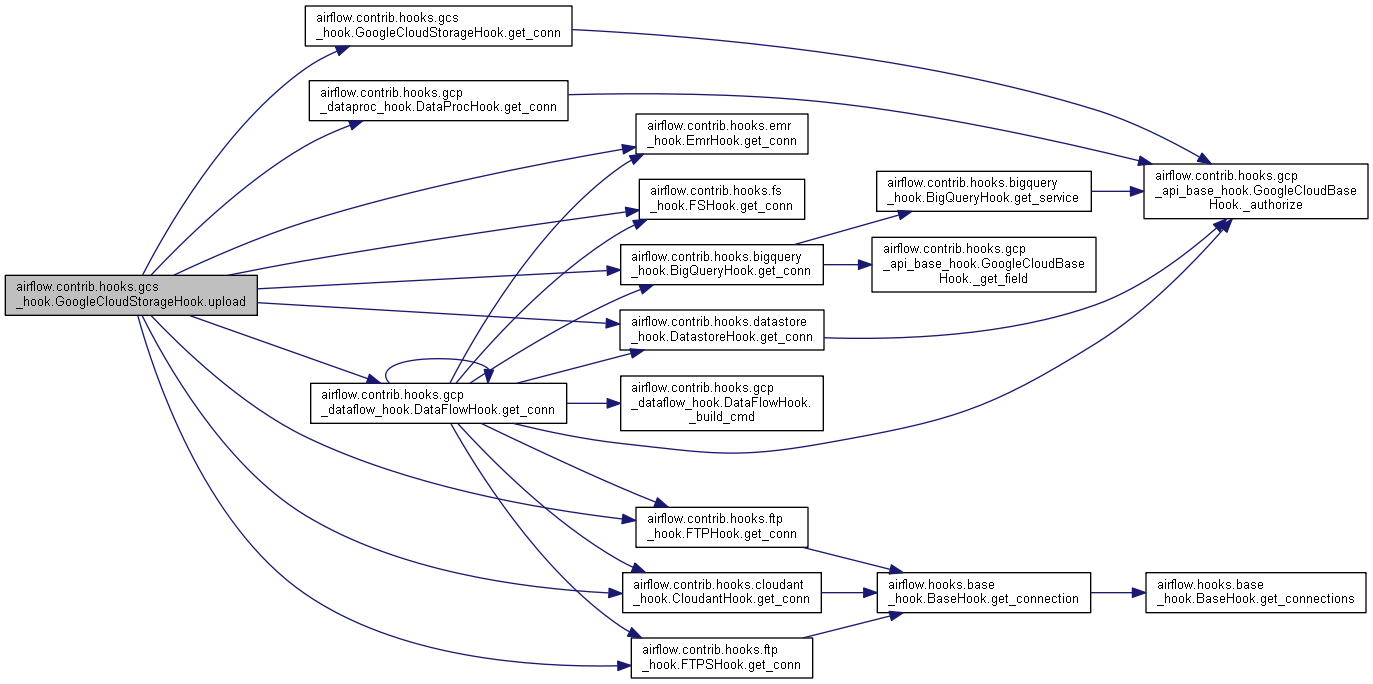 airflow.contrib.hooks.gcs
_hook.GoogleCloudStorageHook.get_conn
airflow.contrib.hooks.gcp
_dataproc_hook.DataProcHook.get_conn
airflow.contrib.hooks.emr
_hook.EmrHook.get_conn
airflow.contrib.hooks.gcp
_api_base_hook.GoogleCloudBase
Hook._authorize
airflow.contrib.hooks.bigquery
_hook.BigQueryHook.get_service
airflow.contrib.hooks.fs
_hook.FSHook.get_conn
airflow.contrib.hooks.bigquery
_hook.BigQueryHook.get_conn
airflow.contrib.hooks.gcp
_api_base_hook.GoogleCloudBase
Hook._get_field
airflow.contrib.hooks.gcs
_hook.GoogleCloudStorageHook.upload
airflow.contrib.hooks.datastore
_hook.DatastoreHook.get_conn
airflow.contrib.hooks.gcp
_dataflow_hook.DataFlowHook.get_conn
airflow.contrib.hooks.gcp
_dataflow_hook.DataFlowHook.
_build_cmd
airflow.contrib.hooks.ftp
_hook.FTPHook.get_conn
airflow.contrib.hooks.cloudant
_hook.CloudantHook.get_conn
airflow.hooks.base
_hook.BaseHook.get_connection
airflow.hooks.base
_hook.BaseHook.get_connections
airflow.contrib.hooks.ftp
_hook.FTPSHook.get_conn